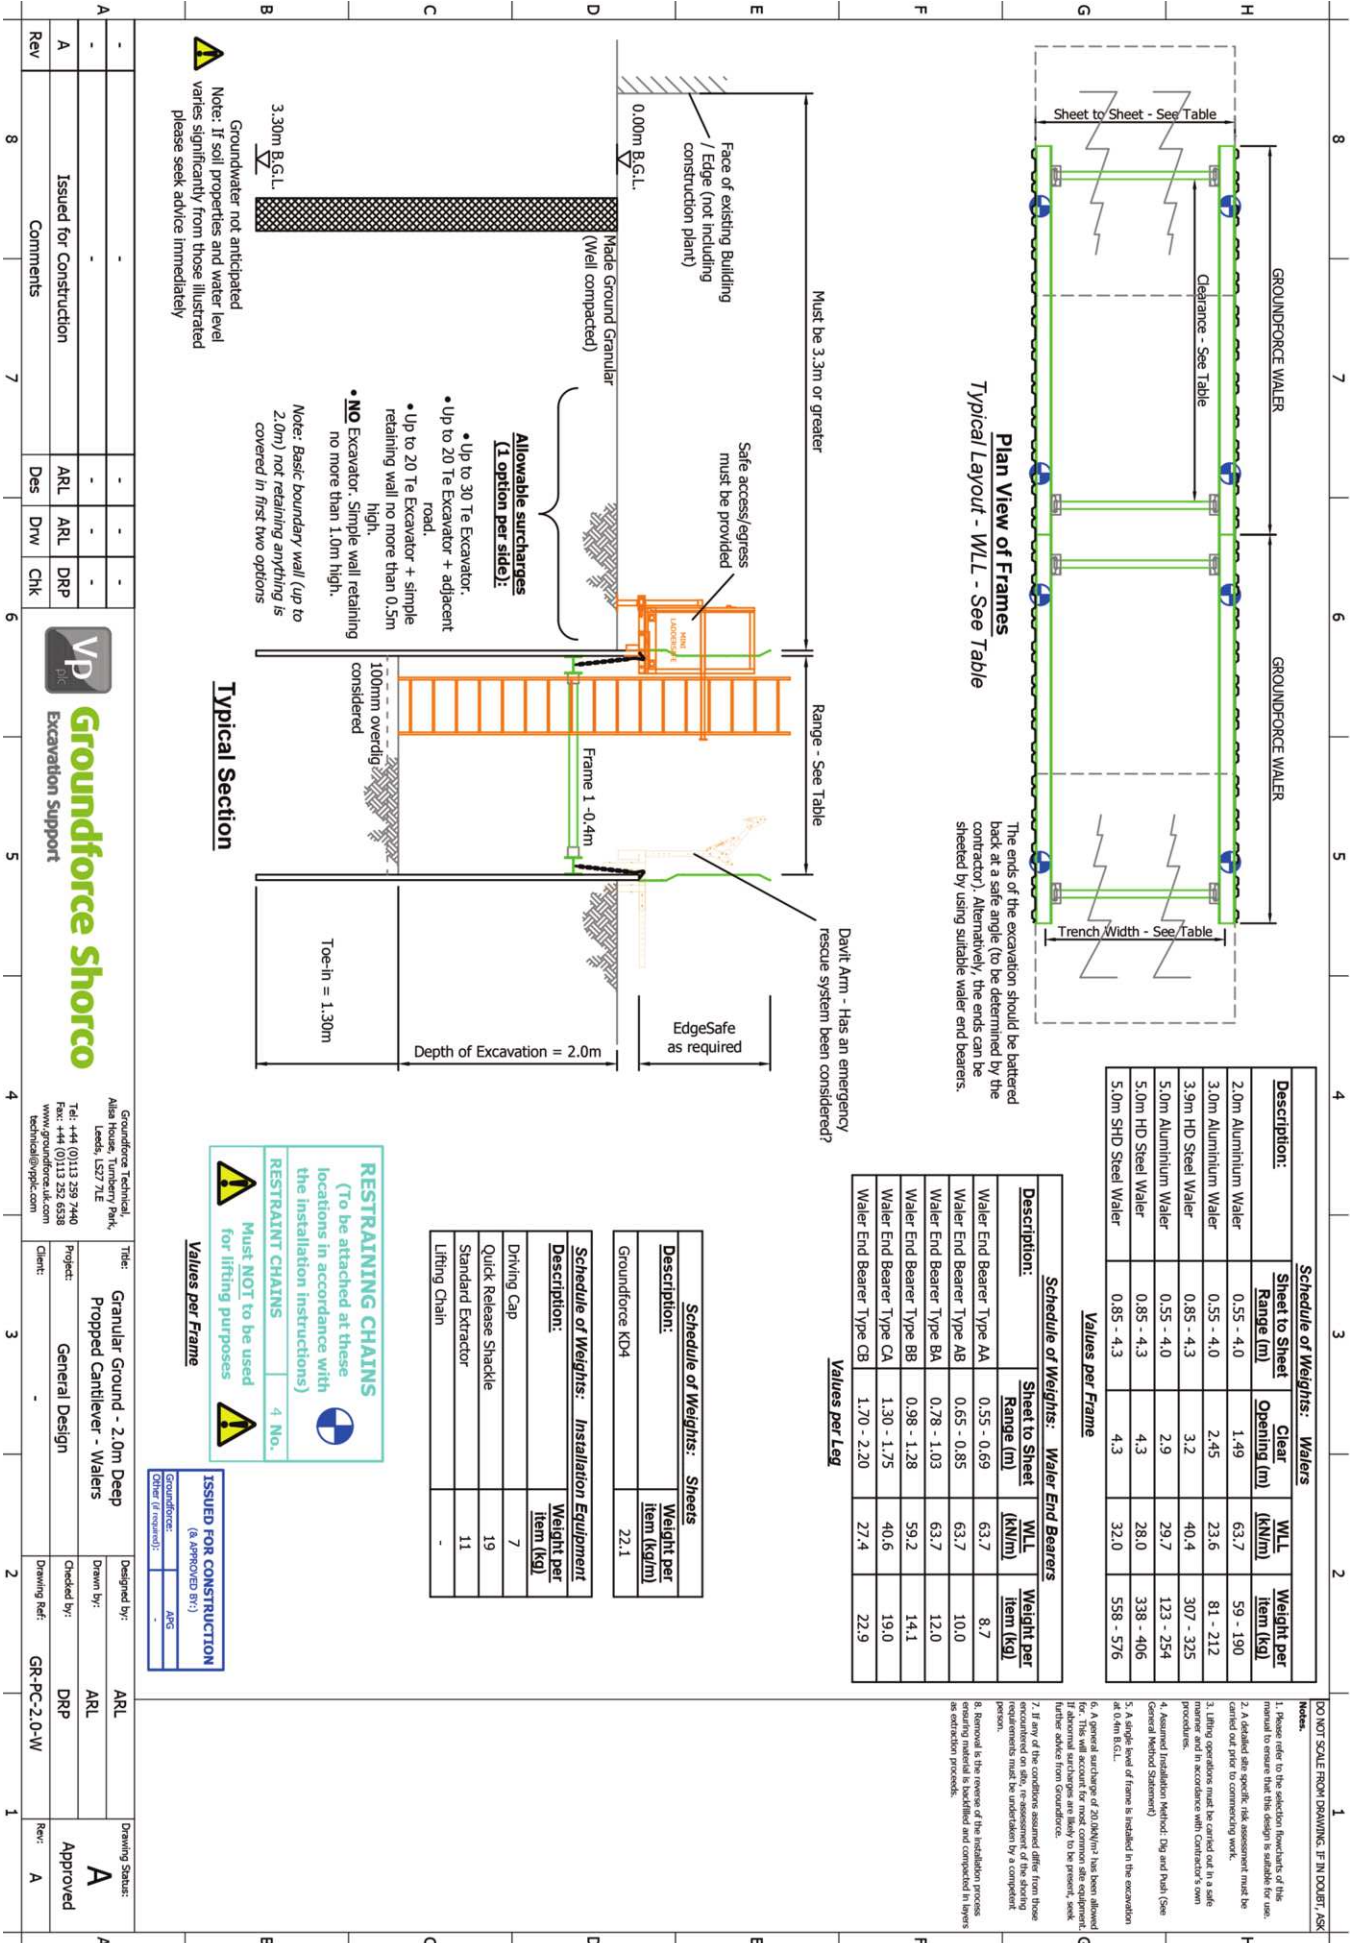 8
7
6
5
4
3
2
1
H
G
F
E
D
C
B
A
GROUNDFORCE WALER
GROUNDFORCE WALER
Sheet to Sheet - See Table
Clearance - See Table
Trench Width - See Table
Plan View of Frames
Typical Layout - WLL - See Table
The ends of the excavation should be battered
back at a safe angle (to be determined by the
contractor). Alternatively, the ends can be
sheeted by using suitable waler end bearers.
Must be 3.3m or greater
Range - See Table
Face of existing Building
/ Edge (not including
construction plant)
Safe access/egress
must be provided
Davit Arm - Has an emergency
rescue system been considered?
MINI
LADDERSAFE
EdgeSafe
as required
0.00m B.G.L.
Made Ground Granular
(Well compacted)
Frame 1 -0.4m
Depth of Excavation = 2.0m
Allowable surcharges
(1 option per side):
• Up to 30 Te Excavator.
• Up to 20 Te Excavator + adjacent
road.
• Up to 20 Te Excavator + simple
retaining wall no more than 0.5m
high.
• NO Excavator. Simple wall retaining
no more than 1.0m high.
Note: Basic boundary wall (up to
2.0m) not retaining anything is
covered in first two options
100mm overdig
considered
Toe-in = 1.30m
3.30m B.G.L.
Groundwater not anticipated
Note: If soil properties and water level
varies significantly from those illustrated
please seek advice immediately
Typical Section
Schedule of Weights: Walers
Description: Sheet to Sheet Range (m) Clear Opening (m) WLL (kN/m) Weight per item (kg)
2.0m Aluminium Waler 0.55 - 4.0 1.49 63.7 59 - 190
3.0m Aluminium Waler 0.55 - 4.0 2.45 23.6 81 - 212
3.9m HD Steel Waler 0.85 - 4.3 3.2 40.4 307 - 325
5.0m Aluminium Waler 0.55 - 4.0 2.9 29.7 123 - 254
5.0m HD Steel Waler 0.85 - 4.3 4.3 28.0 338 - 406
5.0m SHD Steel Waler 0.85 - 4.3 4.3 32.0 558 - 576
Values per Frame
Schedule of Weights: Waler End Bearers
Description: Sheet to Sheet Range (m) WLL (kN/m) Weight per item (kg)
Waler End Bearer Type AA 0.55 - 0.69 63.7 8.7
Waler End Bearer Type AB 0.65 - 0.85 63.7 10.0
Waler End Bearer Type BA 0.78 - 1.03 63.7 12.0
Waler End Bearer Type BB 0.98 - 1.28 59.2 14.1
Waler End Bearer Type CA 1.30 - 1.75 40.6 19.0
Waler End Bearer Type CB 1.70 - 2.20 27.4 22.9
Values per Leg
Schedule of Weights: Sheets
Description: Weight per item (kg/m)
Groundforce KD4 22.1
Schedule of Weights: Installation Equipment
Description: Weight per item (kg)
Driving Cap 7
Quick Release Shackle 19
Standard Extractor 11
Lifting Chain -
RESTRAINING CHAINS
(To be attached at these
locations in accordance with
the installation instructions)
RESTRAINT CHAINS 4 No.
Must NOT to be used
for lifting purposes
Values per Frame
ISSUED FOR CONSTRUCTION
(& APPROVED BY:)
Groundforce: APG
Other (if required): -
DO NOT SCALE FROM DRAWING. IF IN DOUBT, ASK
Notes.
1. Please refer to the selection flowcharts of this
manual to ensure that this design is suitable for use.
2. A detailed site specific risk assessment must be
carried out prior to commencing work.
3. Lifting operations must be carried out in a safe
manner and in accordance with Contractor's own
procedures.
4. Assumed Installation Method: Dig and Push (See
General Method Statement)
5. A single level of frame is installed in the excavation
at 0.4m B.G.L.
6. A general surcharge of 20.0kN/m² has been allowed
for. This will account for most common site equipment.
If abnormal surcharges are likely to be present, seek
further advice from Groundforce.
7. If any of the conditions assumed differ from those
encountered on site, re-assessment of the shoring
requirements must be undertaken by a competent
person.
8. Removal is the reverse of the installation process
ensuring material is backfilled and compacted in layers
as extraction proceeds.
- - - - -
- - - - -
A Issued for Construction ARL ARL DRP
Rev Comments Des Drw Chk
Vp
plc
Groundforce Shorco
Excavation Support
Groundforce Technical,
Ailsa House, Turnberry Park,
Leeds, LS27 7LE
Tel: +44 (0)113 259 7440
Fax: +44 (0)113 252 6538
www.groundforce.uk.com
technical@vpplc.com
Title: Granular Ground - 2.0m Deep
Propped Cantilever - Walers
Project: General Design
Client: -
Designed by: ARL
Drawn by: ARL
Checked by: DRP
Drawing Ref: GR-PC-2.0-W
Drawing Status:
A
Approved
Rev: A
8
7
6
5
4
3
2
1
H
G
F
E
D
C
B
A